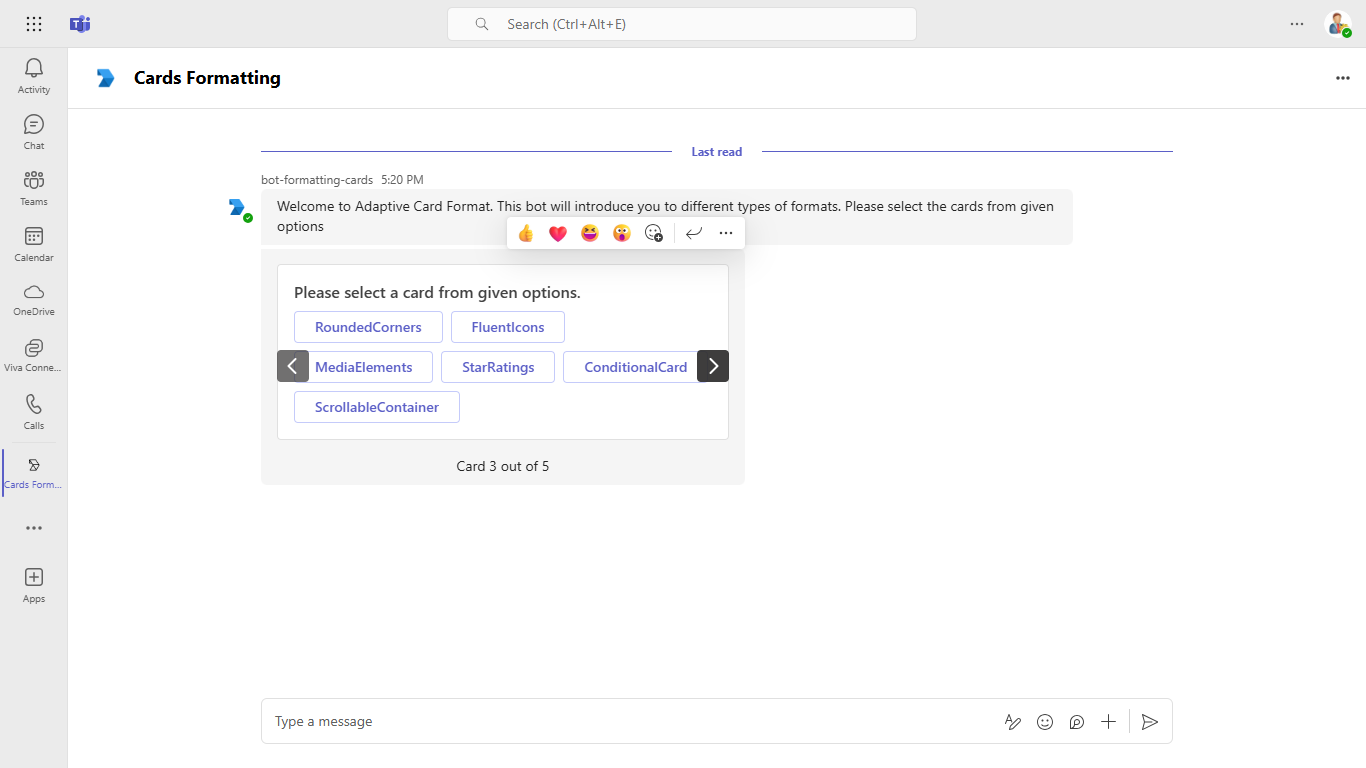 Search (Ctrl+Alt+E)
Activity
Chat
Teams
Calendar
OneDrive
Viva Conne...
Calls
Cards Form...
Apps
Cards Formatting
Last read
bot-formatting-cards 5:20 PM
Welcome to Adaptive Card Format. This bot will introduce you to different types of formats. Please select the cards from given
options
Please select a card from given options.
RoundedCorners FluentIcons
MediaElements StarRatings ConditionalCard
ScrollableContainer
Card 3 out of 5
Type a message